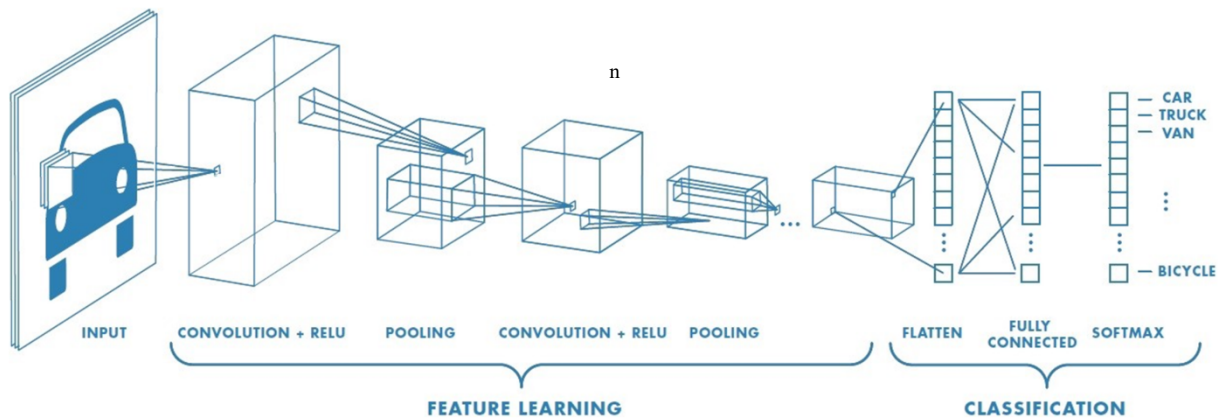 n
CAR
TRUCK
VAN
BICYCLE
INPUT
CONVOLUTION + RELU
POOLING
CONVOLUTION + RELU
POOLING
FLATTEN
FULLY
CONNECTED
SOFTMAX
FEATURE LEARNING
CLASSIFICATION